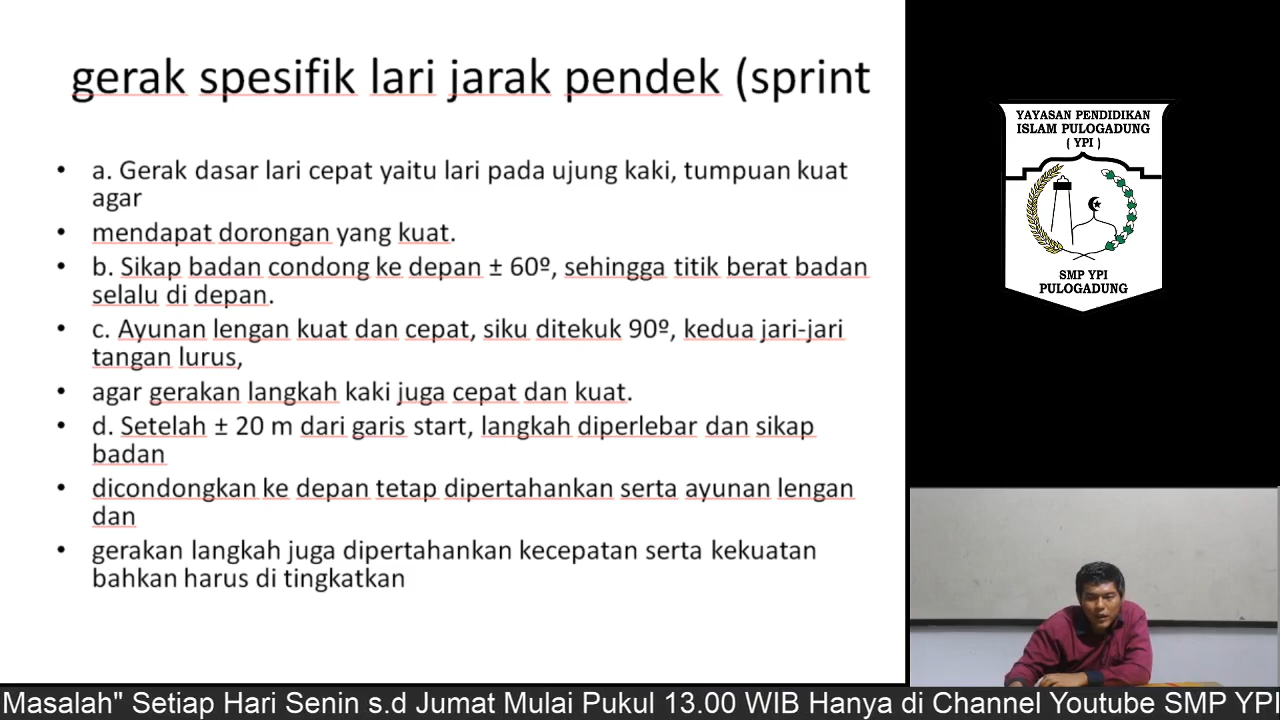 gerak spesifik lari jarak pendek (sprint
• a. Gerak dasar lari cepat yaitu lari pada ujung kaki, tumpuan kuat
agar
• mendapat dorongan yang kuat.
• b. Sikap badan condong ke depan ± 60º, sehingga titik berat badan
selalu di depan.
• c. Ayunan lengan kuat dan cepat, siku ditekuk 90º, kedua jari-jari
tangan lurus,
• agar gerakan langkah kaki juga cepat dan kuat.
• d. Setelah ± 20 m dari garis start, langkah diperlebar dan sikap
badan
• dicondongkan ke depan tetap dipertahankan serta ayunan lengan
dan
• gerakan langkah juga dipertahankan kecepatan serta kekuatan
bahkan harus di tingkatkan
YAYASAN PENDIDIKAN
ISLAM PULOGADUNG
( YPI )
SMP YPI
PULOGADUNG
Masalah" Setiap Hari Senin s.d Jumat Mulai Pukul 13.00 WIB Hanya di Channel Youtube SMP YPI